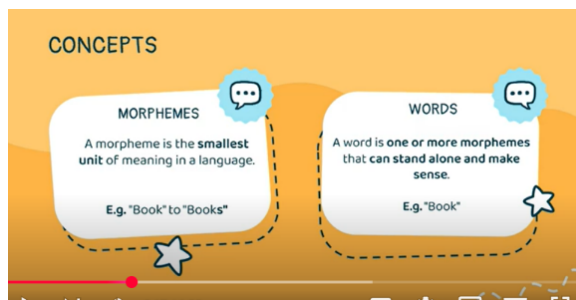 CONCEPTS
MORPHEMES
A morpheme is the smallest
unit of meaning in a language.
E.g. "Book" to "Books"
WORDS
A word is one or more morphemes
that can stand alone and make
sense.
E.g. "Book"